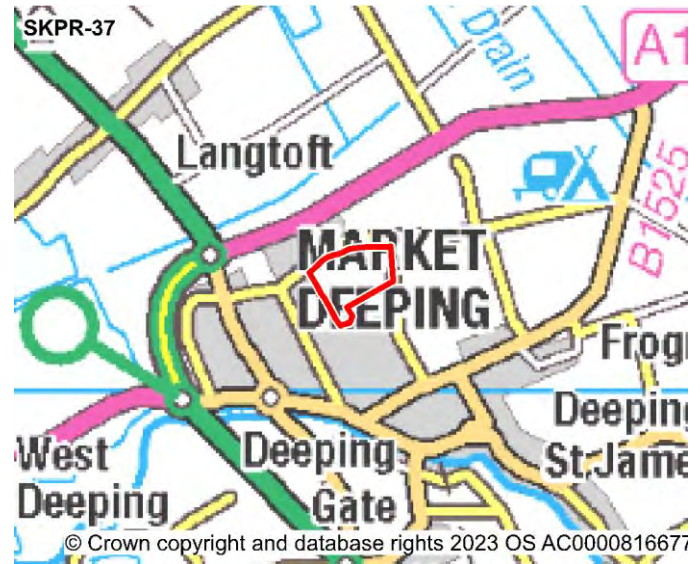 SKPR-37
Drain
A1
Langtoft
B1525
MARKET
DEEPING
Frog
Deeping
St.Jame
West
Deeping
Deeping
Gate
© Crown copyright and database rights 2023 OS AC0000816677